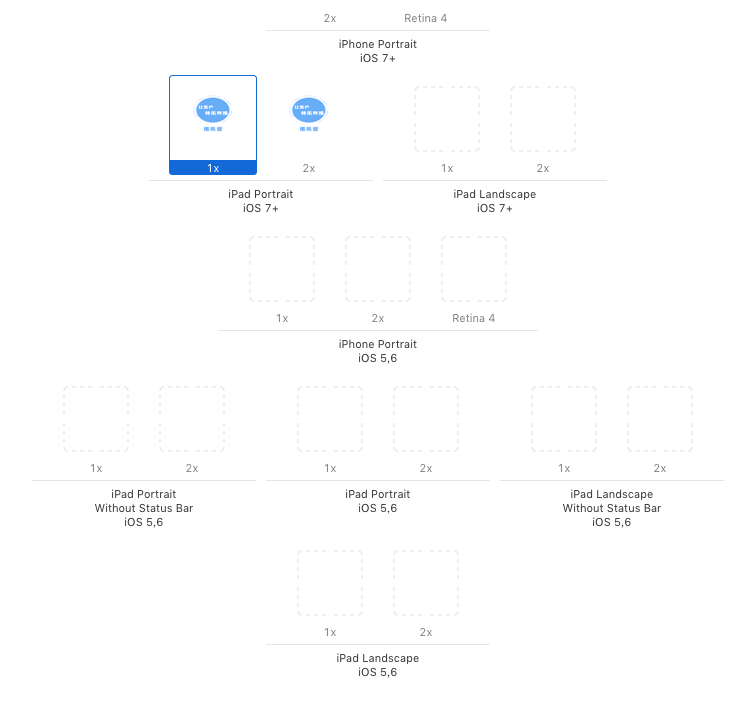 2x
Retina 4
iPhone Portrait
iOS 7+
1x
2x
1x
2x
iPad Portrait
iOS 7+
iPad Landscape
iOS 7+
1x
2x
Retina 4
iPhone Portrait
iOS 5,6
1x
2x
1x
2x
1x
2x
iPad Portrait
Without Status Bar
iOS 5,6
iPad Portrait
iOS 5,6
iPad Landscape
Without Status Bar
iOS 5,6
1x
2x
iPad Landscape
iOS 5,6